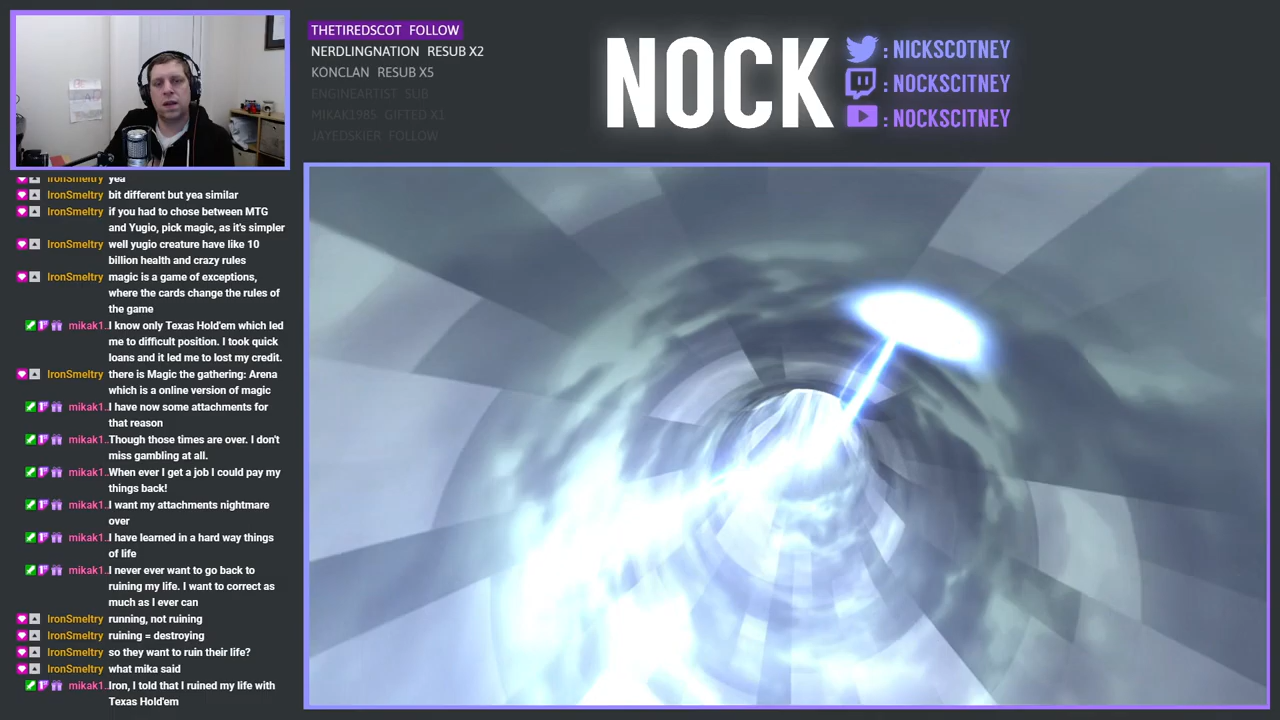 THETIREDSCOT FOLLOW
NERDLINGNATION RESUB X2
KONCLAN RESUB X5
ENGINEARTIST SUB
MIKAK1985 GIFTED X1
JAYEDSKIER FOLLOW
NOCK
: NICKSCOTNEY
: NOCKSCITNEY
: NOCKSCITNEY
IronSmeltry yea
IronSmeltry bit different but yea similar
IronSmeltry if you had to chose between MTG
and Yugio, pick magic, as it's simpler
IronSmeltry well yugio creature have like 10
billion health and crazy rules
IronSmeltry magic is a game of exceptions,
where the cards change the rules of
the game
mikak1.. I know only Texas Hold'em which led
me to difficult position. I took quick
loans and it led me to lost my credit.
IronSmeltry there is Magic the gathering: Arena
which is a online version of magic
mikak1.. I have now some attachments for
that reason
mikak1.. Though those times are over. I don't
miss gambling at all.
mikak1.. When ever I get a job I could pay my
things back!
mikak1.. I want my attachments nightmare
over
mikak1.. I have learned in a hard way things
of life
mikak1.. I never ever want to go back to
ruining my life. I want to correct as
much as I ever can
IronSmeltry running, not ruining
IronSmeltry ruining = destroying
IronSmeltry so they want to ruin their life?
IronSmeltry what mika said
mikak1.. Iron, I told that I ruined my life with
Texas Hold'em